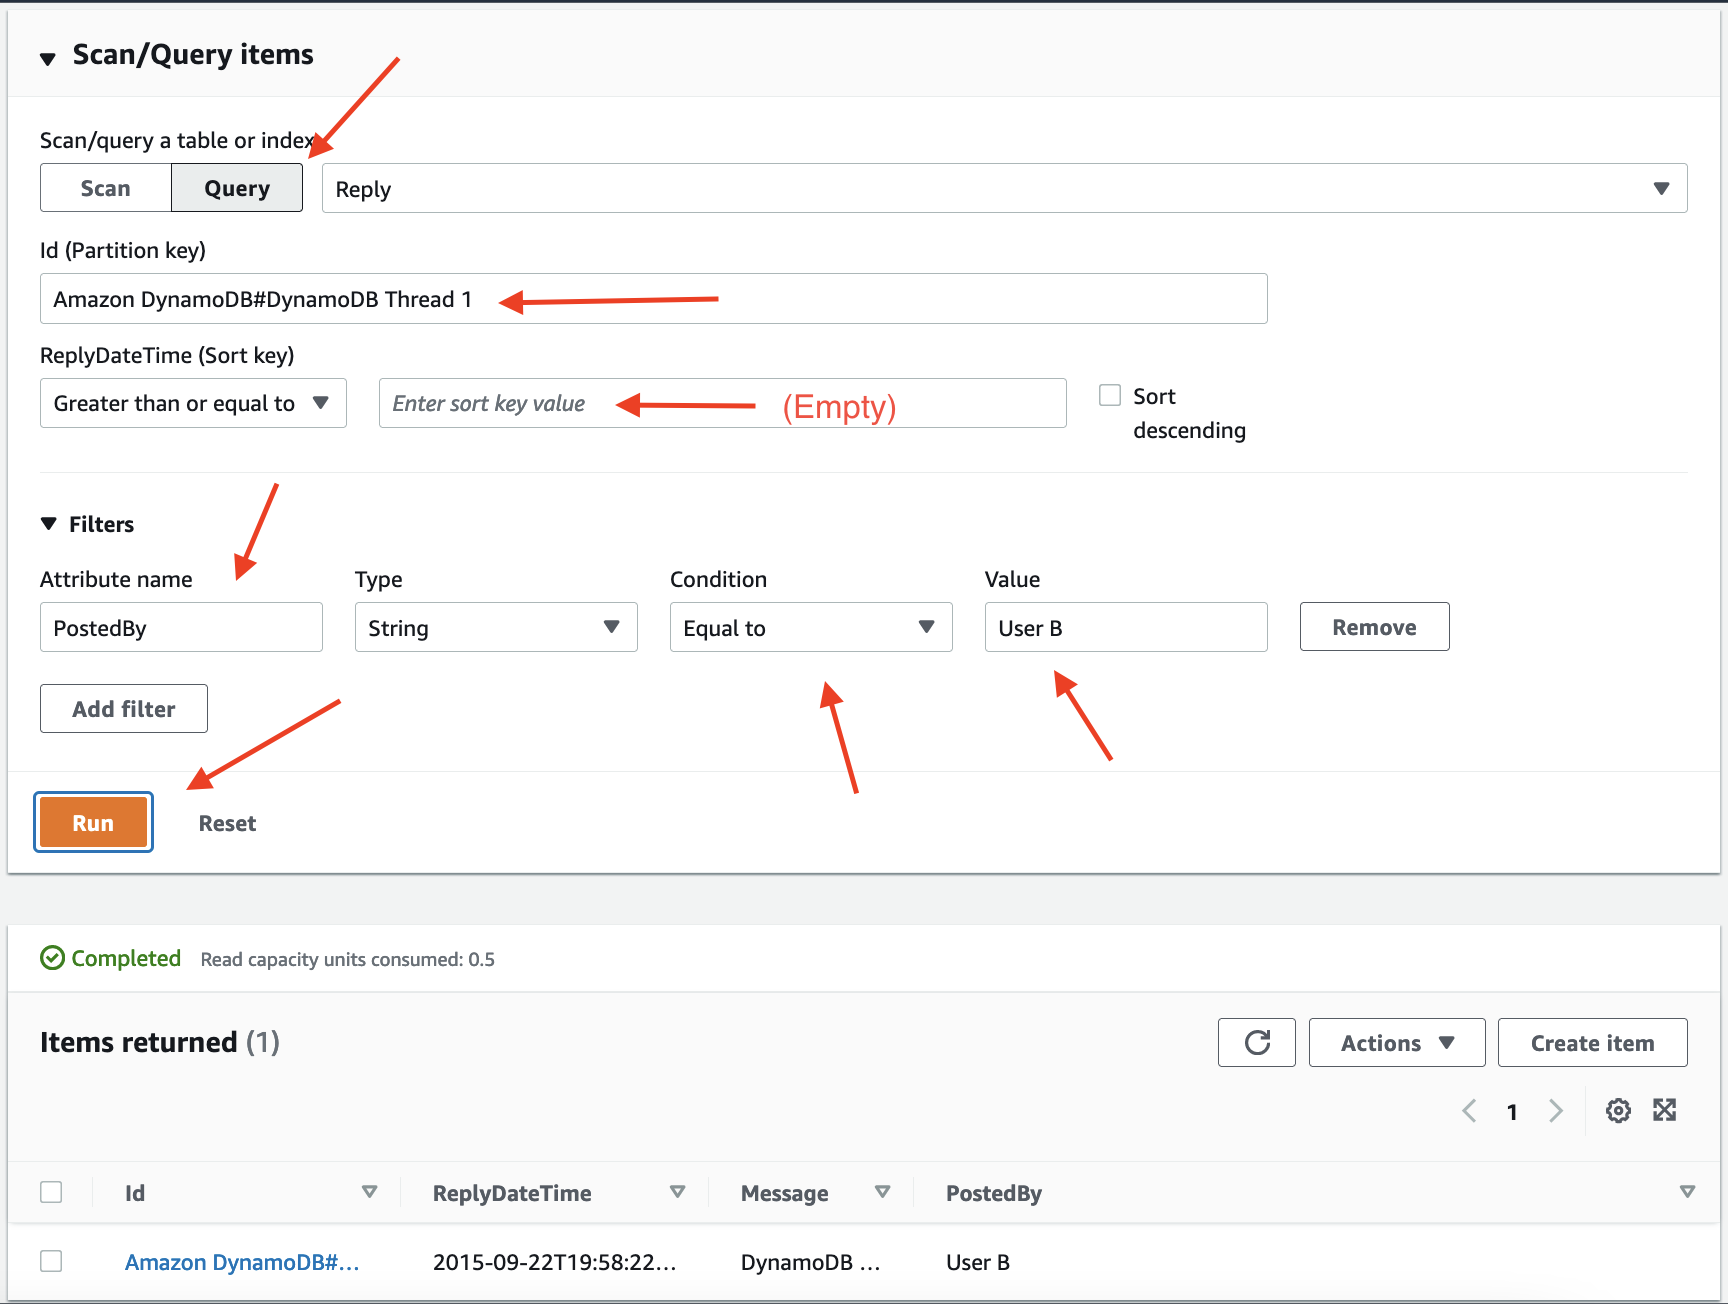 Scan/Query items
Scan/query a table or index
Scan Query Reply
Id (Partition key)
Amazon DynamoDB#DynamoDB Thread 1
ReplyDateTime (Sort key)
Greater than or equal to Enter sort key value (Empty) Sort
descending
Filters
Attribute name Type Condition Value
PostedBy String Equal to User B Remove
Add filter
Run Reset
Completed Read capacity units consumed: 0.5
Items returned (1) Actions Create item
1
Id ReplyDateTime Message PostedBy
Amazon DynamoDB#… 2015-09-22T19:58:22… DynamoDB … User B